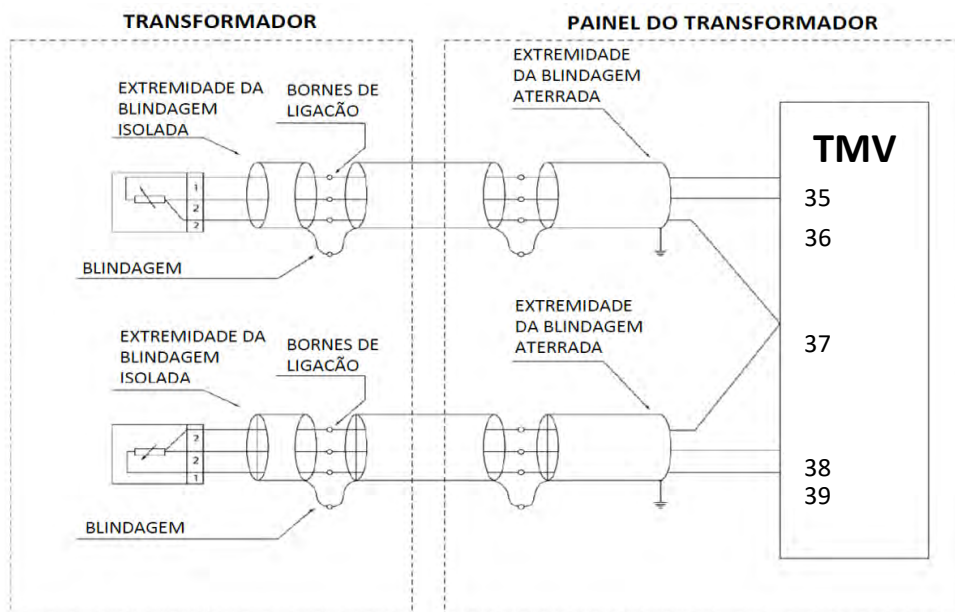 TRANSFORMADOR
PAINEL DO TRANSFORMADOR
EXTREMIDADE DA
BLINDAGEM
ISOLADA
BORNES DE
LIGACÃO
EXTREMIDADE
DA BLINDAGEM
ATERRADA
TMV
1
2
2
35
36
BLINDAGEM
37
EXTREMIDADE DA
BLINDAGEM
ISOLADA
BORNES DE
LIGACÃO
EXTREMIDADE
DA BLINDAGEM
ATERRADA
2
2
1
38
39
BLINDAGEM